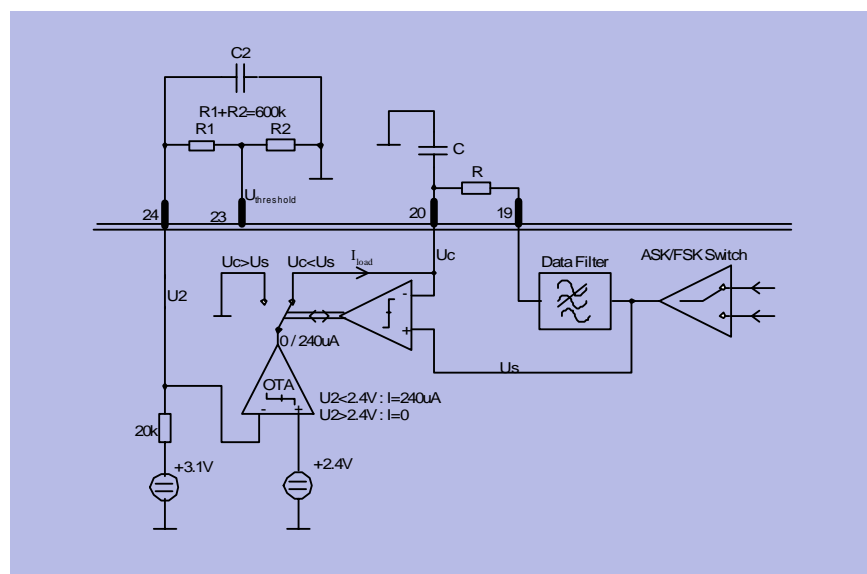 C2
R1+R2=600k
R1
R2
C
R
Uthreshold
24
23
20
19
Uc>Us
Uc<Us
Iload
Uc
Data Filter
ASK/FSK Switch
U2
0 / 240uA
Us
OTA
U2<2.4V : I=240uA
U2>2.4V : I=0
-
+
-
+
20k
+3.1V
+2.4V